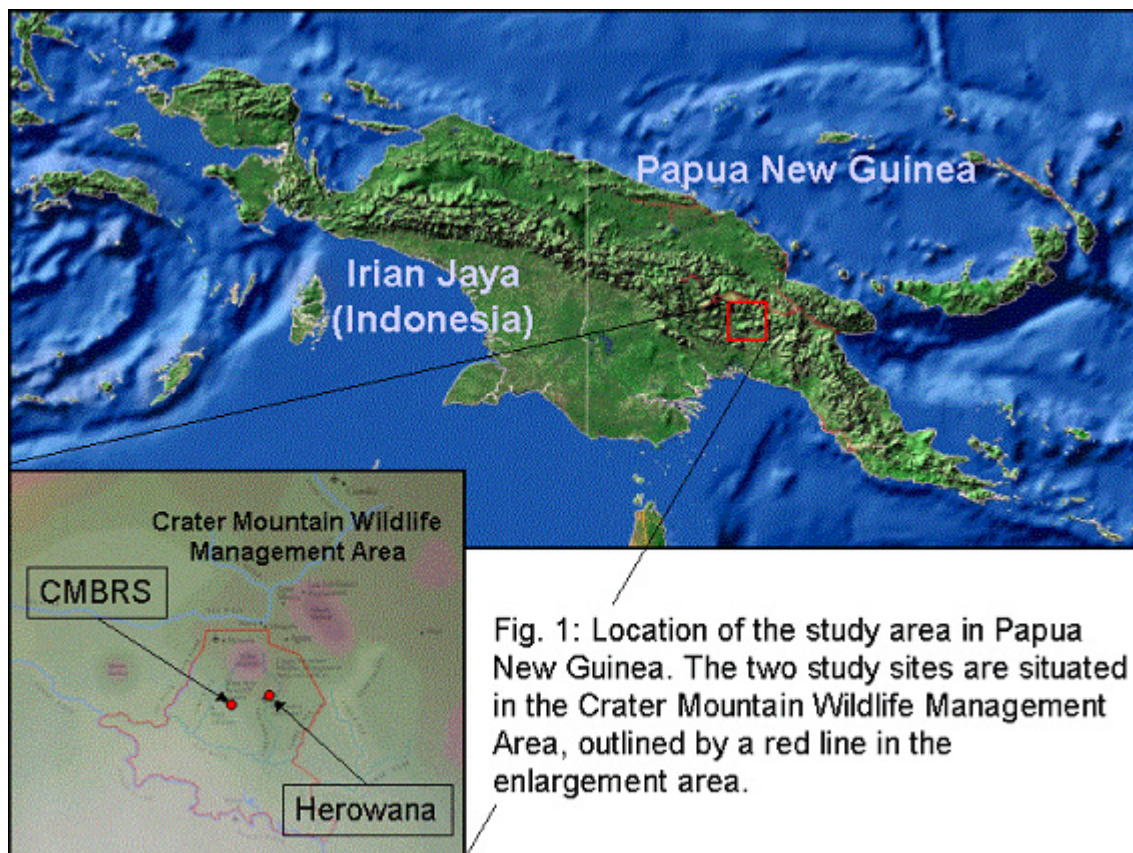 Papua New Guinea
Irian Jaya
(Indonesia)
Crater Mountain Wildlife
Management Area
CMBRS
Herowana
Fig. 1: Location of the study area in Papua
New Guinea. The two study sites are situated
in the Crater Mountain Wildlife Management
Area, outlined by a red line in the
enlargement area.